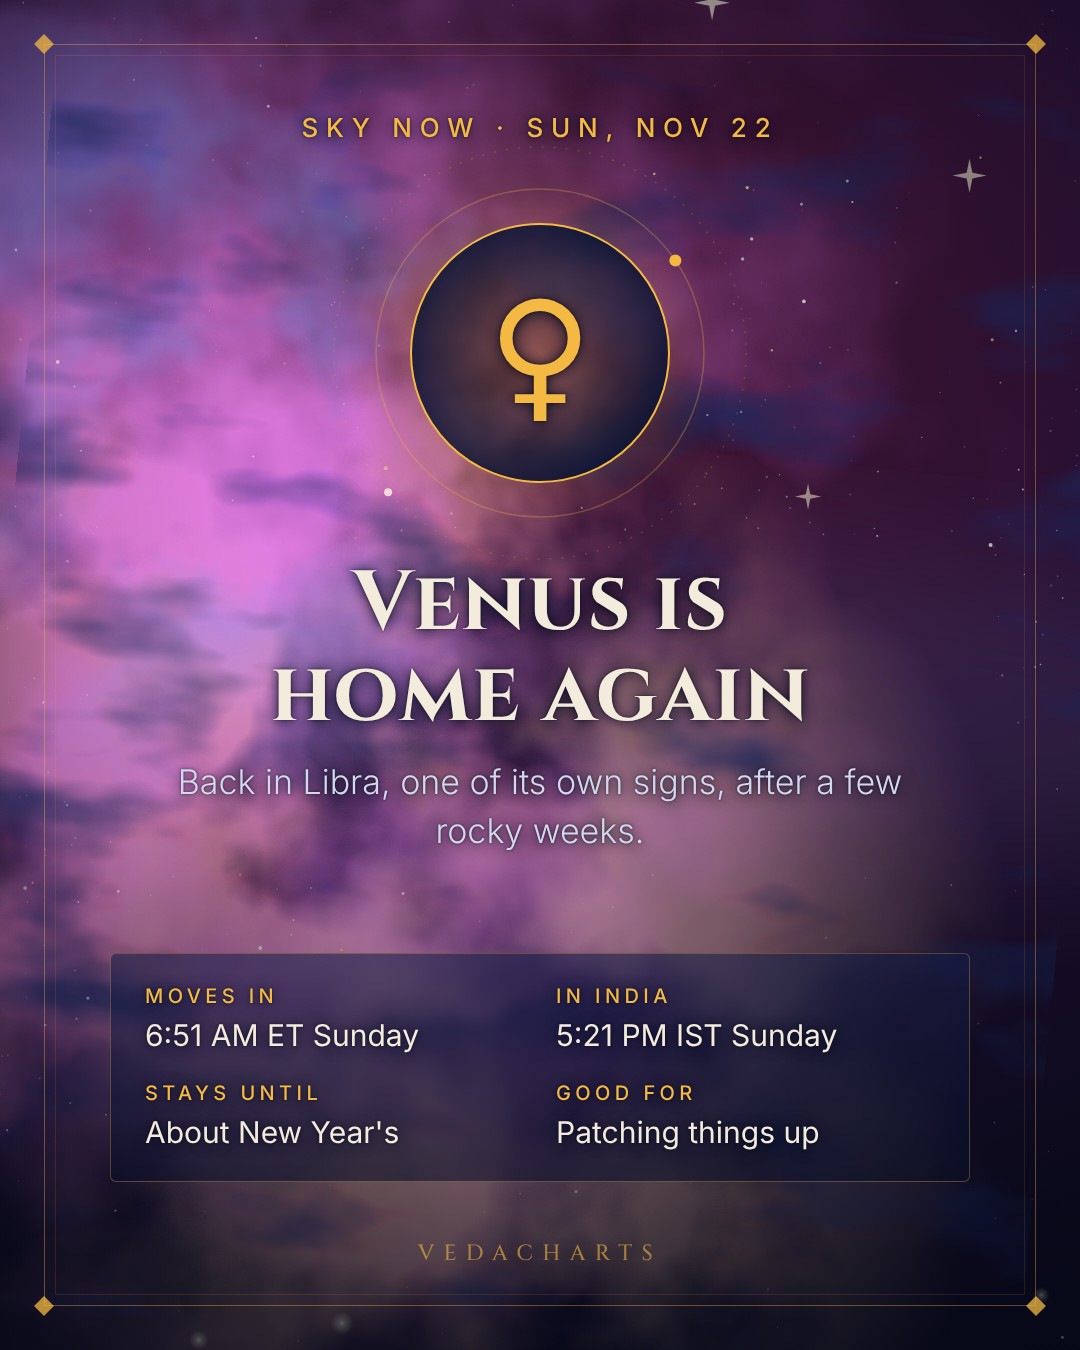 SKY NOW · SUN, NOV 22
VENUS IS
HOME AGAIN
Back in Libra, one of its own signs, after a few
rocky weeks.
MOVES IN
6:51 AM ET Sunday
IN INDIA
5:21 PM IST Sunday
STAYS UNTIL
About New Year's
GOOD FOR
Patching things up
VEDACHARTS